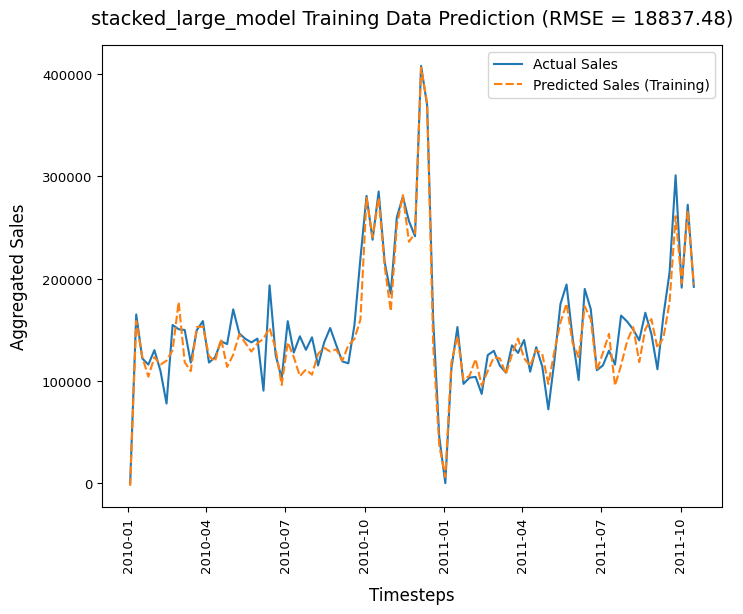 stacked_large_model Training Data Prediction (RMSE = 18837.48)
Actual Sales
Predicted Sales (Training)
400000
300000
200000
100000
0
Aggregated Sales
2010-01
2010-04
2010-07
2010-10
2011-01
2011-04
2011-07
2011-10
Timesteps